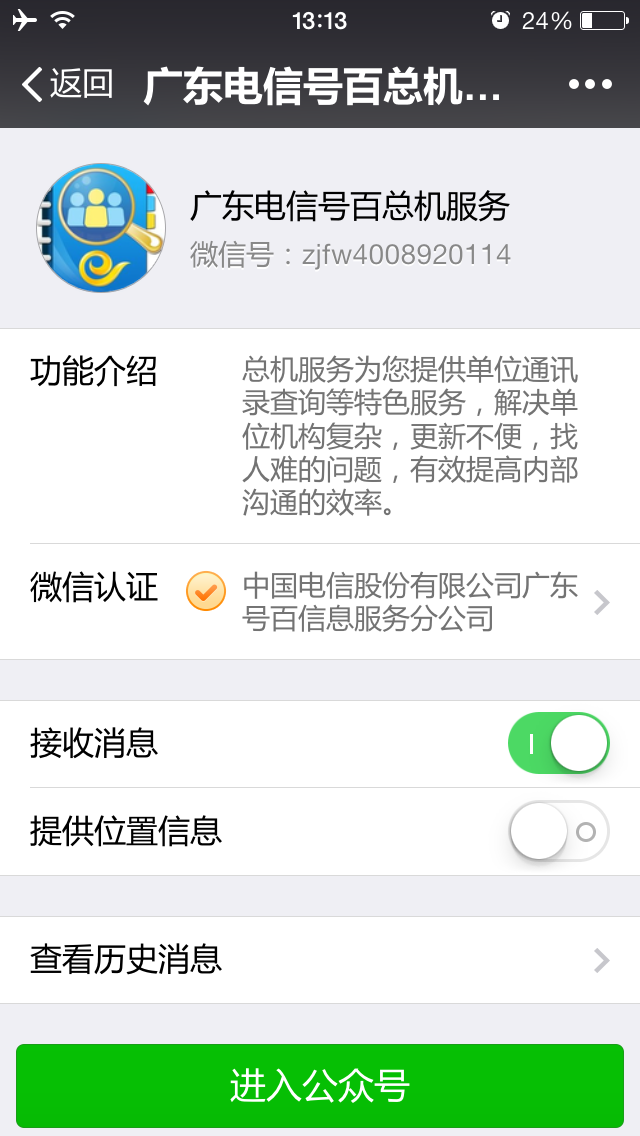 13:13
24%
返回
广东电信号百总机...
广东电信号百总机服务
微信号：zjfw4008920114
功能介绍
总机服务为您提供单位通讯
录查询等特色服务，解决单
位机构复杂，更新不便，找
人难的问题，有效提高内部
沟通的效率。
微信认证
中国电信股份有限公司广东
号百信息服务分公司
接收消息
提供位置信息
查看历史消息
进入公众号